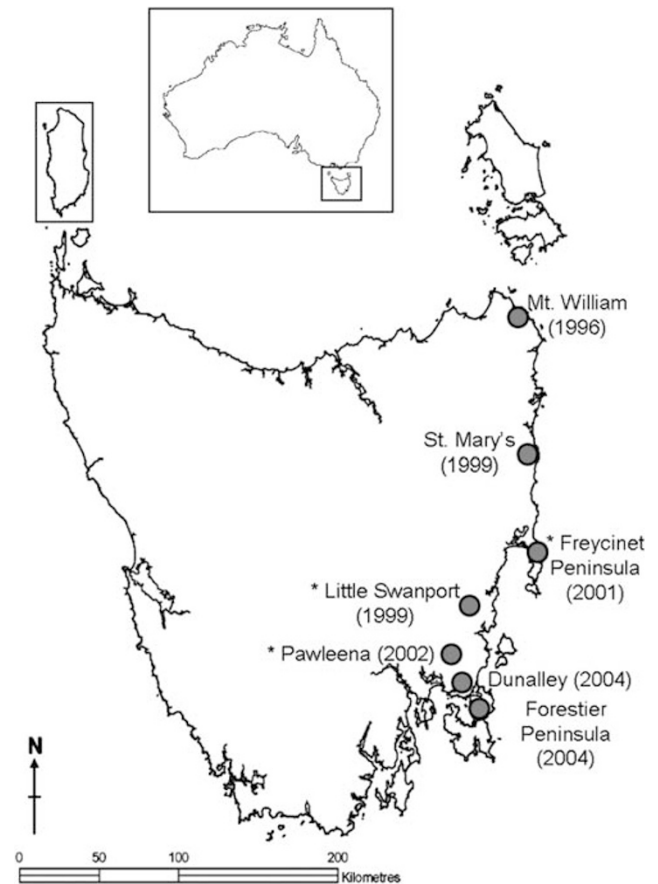 Mt. William
(1996)
St. Mary's
(1999)
* Freycinet
Peninsula
(2001)
* Little Swanport
(1999)
* Pawleena (2002)
Dunalley (2004)
Forestier
Peninsula
(2004)
N
0 50 100 200
Kilometres